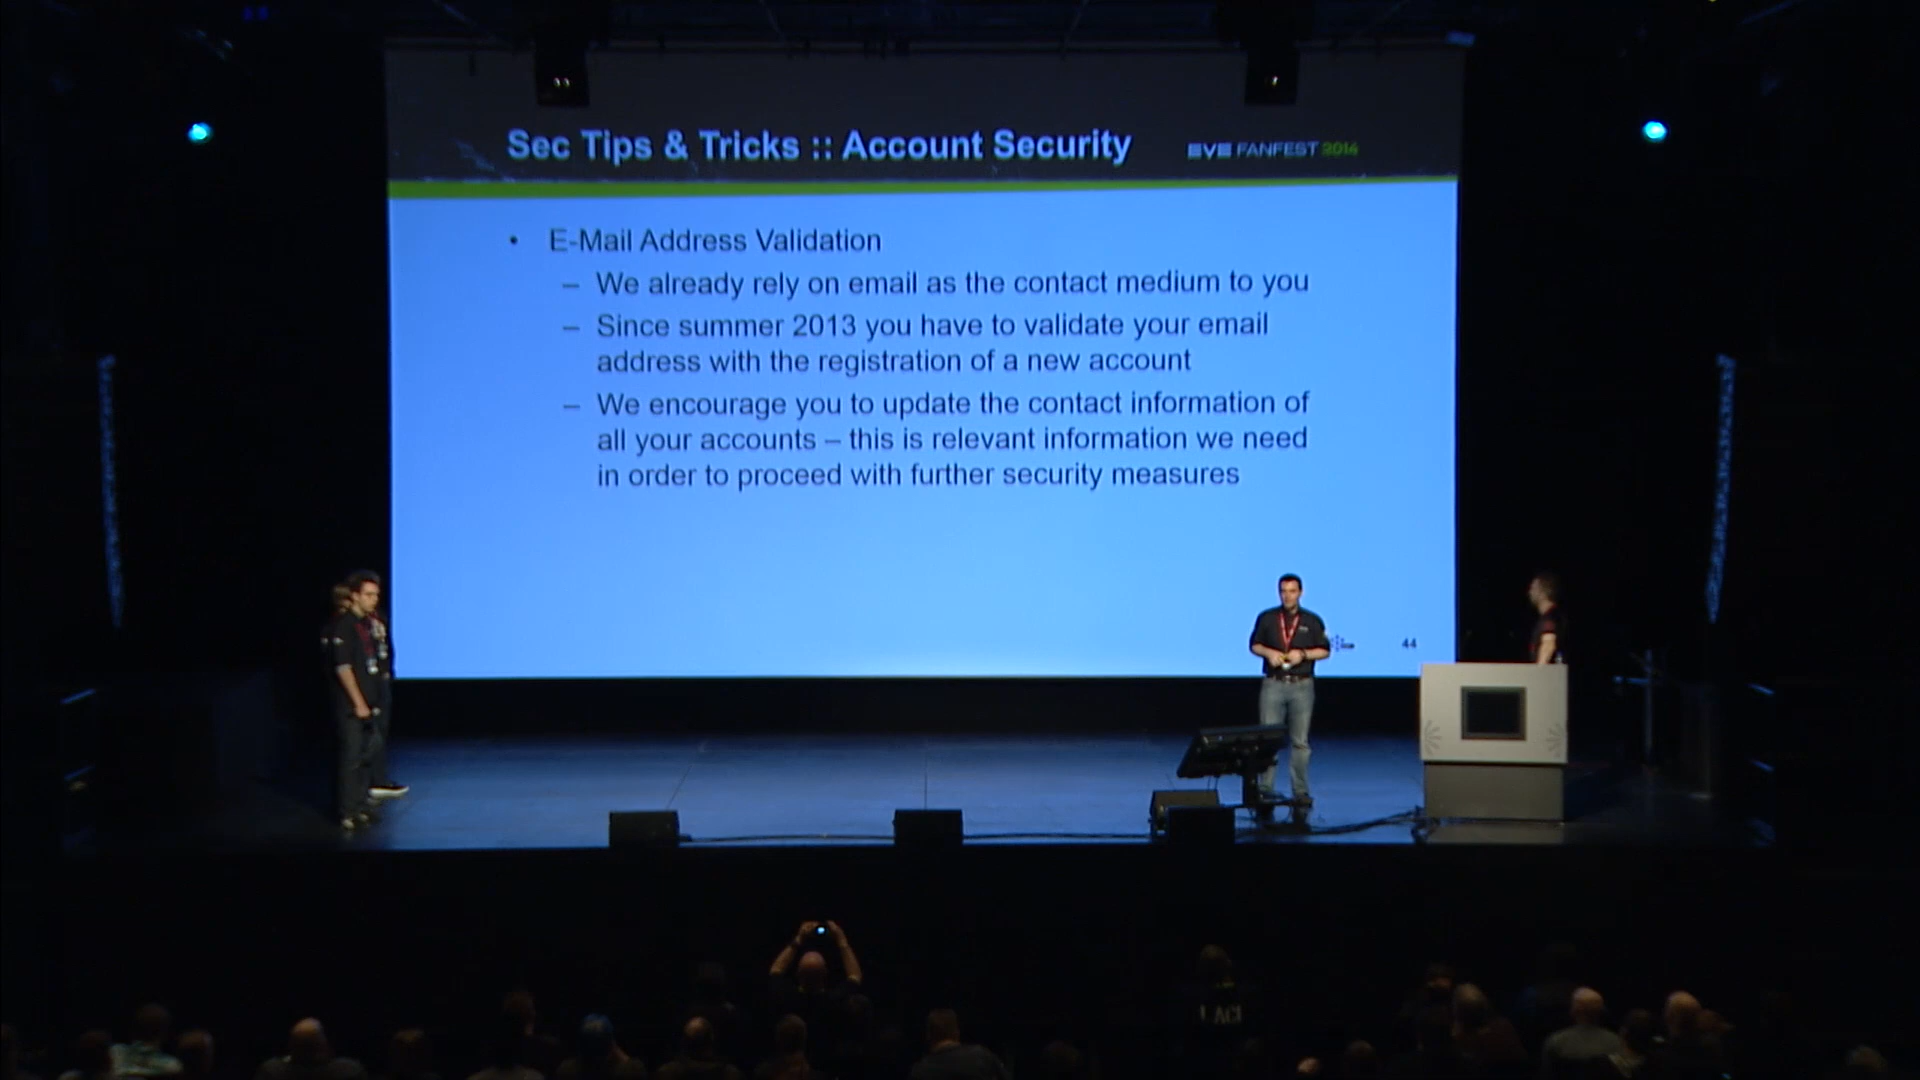 Sec Tips & Tricks :: Account Security
EVE FANFEST 2014
• E-Mail Address Validation
– We already rely on email as the contact medium to you
– Since summer 2013 you have to validate your email
address with the registration of a new account
– We encourage you to update the contact information of
all your accounts – this is relevant information we need
in order to proceed with further security measures
44